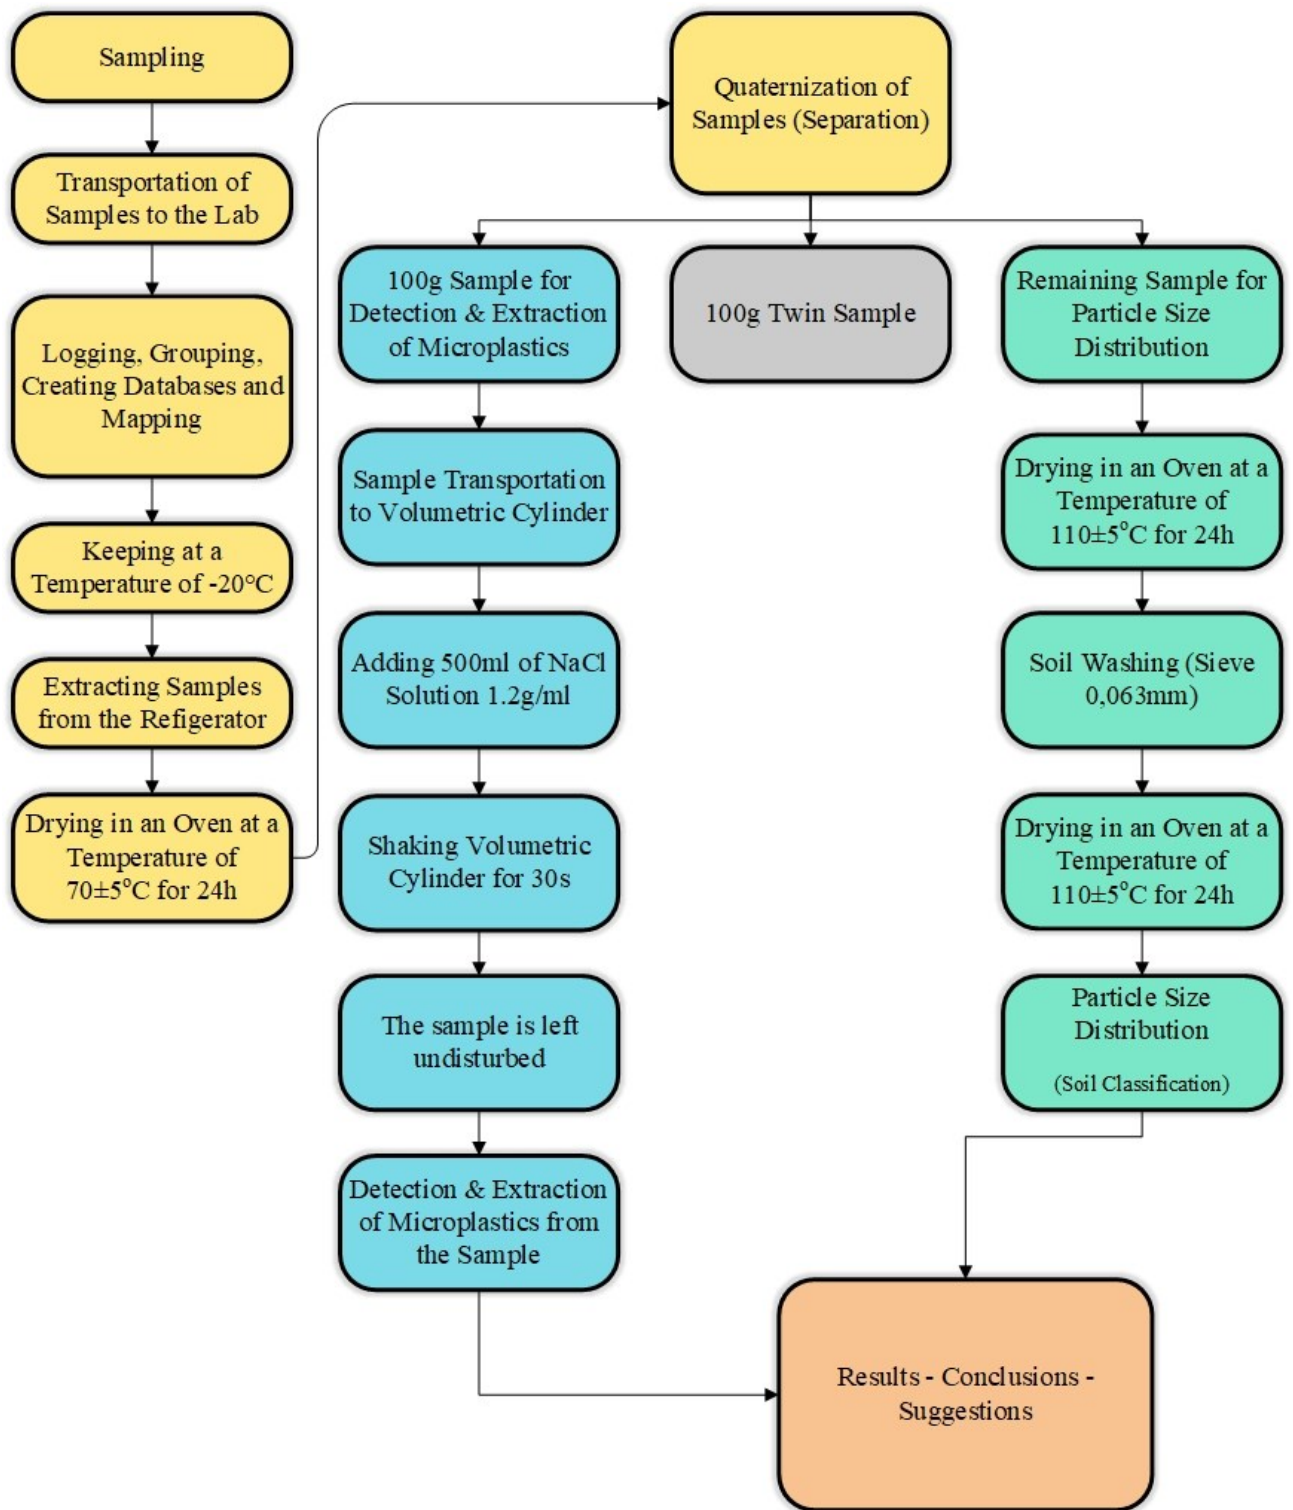 Sampling
Transportation of
Samples to the Lab
Logging, Grouping,
Creating Databases and
Mapping
Keeping at a
Temperature of -20°C
Extracting Samples
from the Refigerator
Drying in an Oven at a
Temperature of
70±5°C for 24h
Quaternization of
Samples (Separation)
100g Sample for
Detection & Extraction
of Microplastics
Sample Transportation
to Volumetric Cylinder
Adding 500ml of NaCl
Solution 1.2g/ml
Shaking Volumetric
Cylinder for 30s
The sample is left
undisturbed
Detection & Extraction
of Microplastics from
the Sample
100g Twin Sample
Remaining Sample for
Particle Size
Distribution
Drying in an Oven at a
Temperature of
110±5°C for 24h
Soil Washing (Sieve
0,063mm)
Drying in an Oven at a
Temperature of
110±5°C for 24h
Particle Size
Distribution
(Soil Classification)
Results - Conclusions -
Suggestions